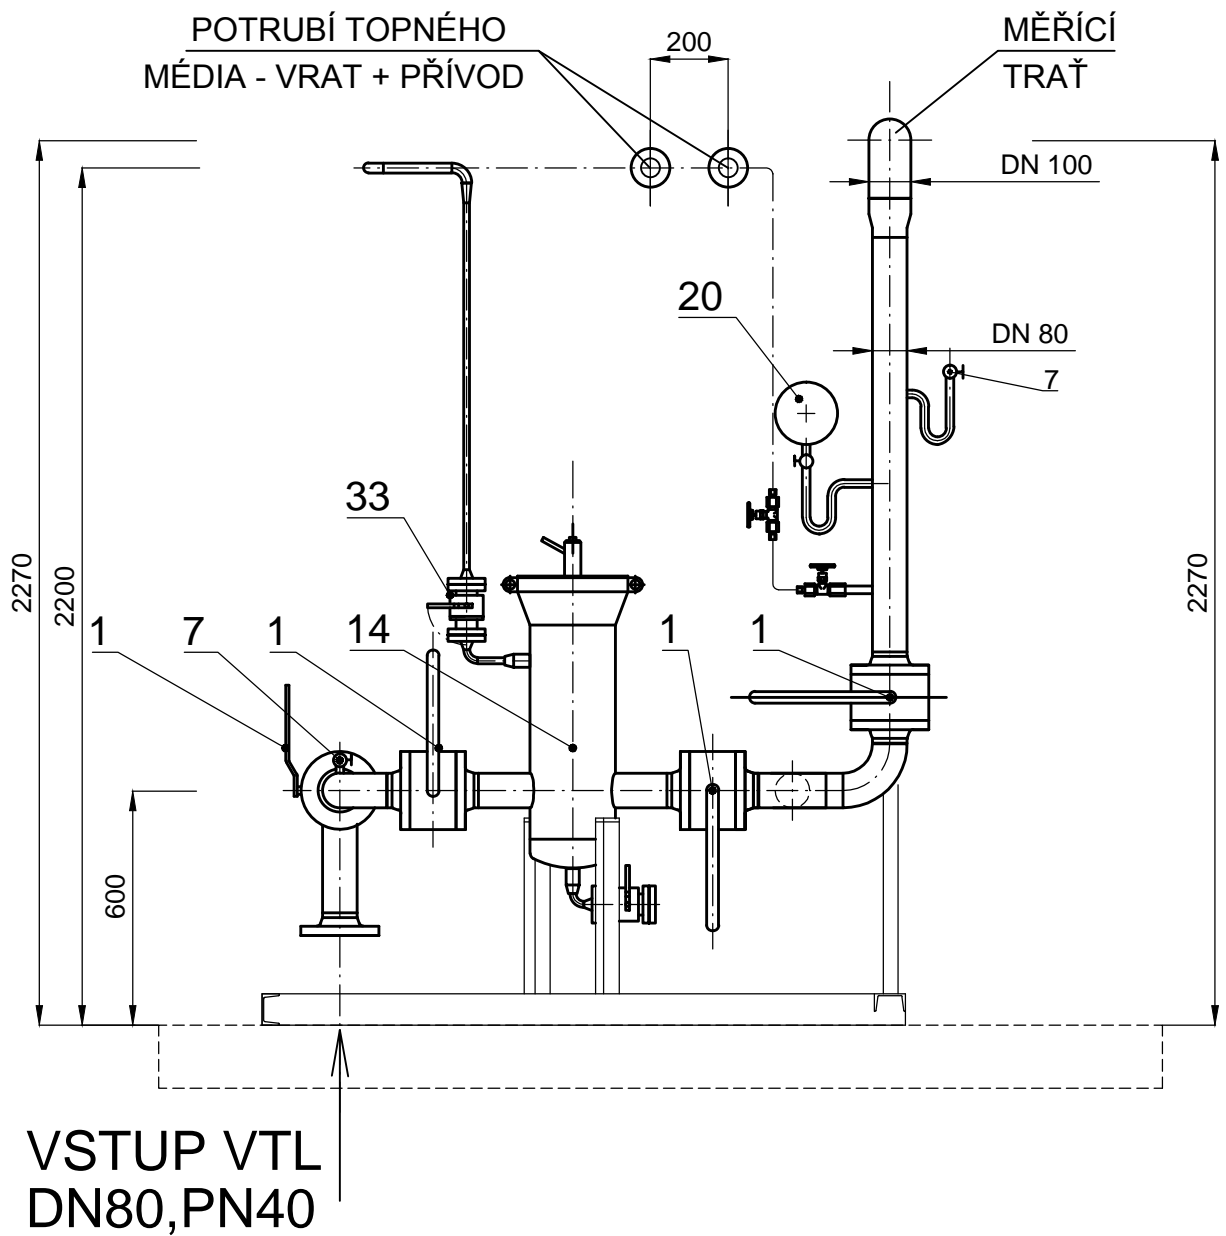 POTRUBÍ TOPNÉHO
MÉDIA - VRAT + PŘÍVOD
200
MĚŘÍCÍ
TRAŤ
DN 100
20
DN 80
7
33
2270
2200
2270
1
7
1
14
1
1
600
VSTUP VTL
DN80,PN40